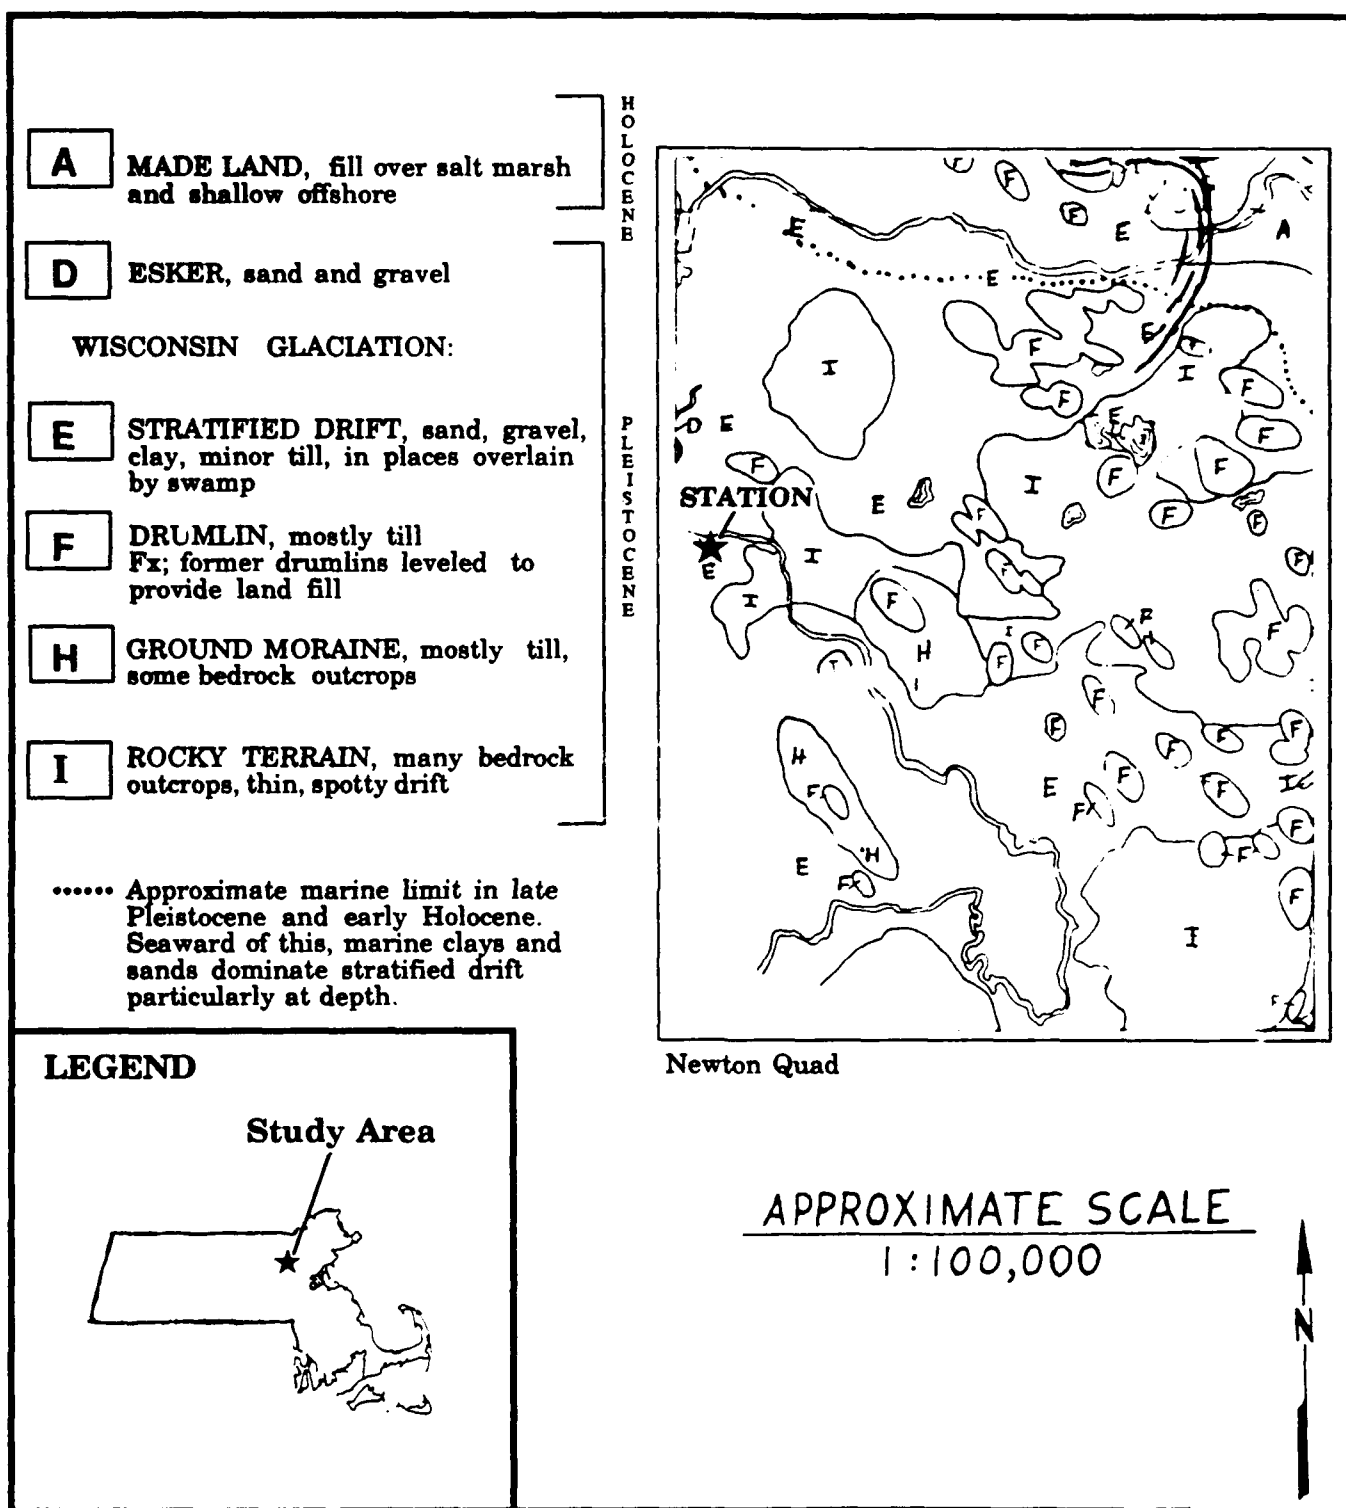 HOLOCENE
A
MADE LAND, fill over salt marsh
and shallow offshore
D
ESKER, sand and gravel
WISCONSIN GLACIATION:
PLEISTOCENE
E
STRATIFIED DRIFT, sand, gravel,
clay, minor till, in places overlain
by swamp
F
DRUMLIN, mostly till
Fx; former drumlins leveled to
provide land fill
H
GROUND MORAINE, mostly till,
some bedrock outcrops
I
ROCKY TERRAIN, many bedrock
outcrops, thin, spotty drift
Approximate marine limit in late
Pleistocene and early Holocene.
Seaward of this, marine clays and
sands dominate stratified drift
particularly at depth.
F
F
F
E
E
A
E
E
F
I
I
F
F
D
E
E
F
F
F
F
STATION
E
I
F
F
F
F
E
I
I
F
F
F
H
I
F
F
F
F
F
F
F
H
F
F
E
F
F
I
Fx
F
F
H
E
Fx
F
I
Newton Quad
LEGEND
Study Area
APPROXIMATE SCALE
1:100,000
N